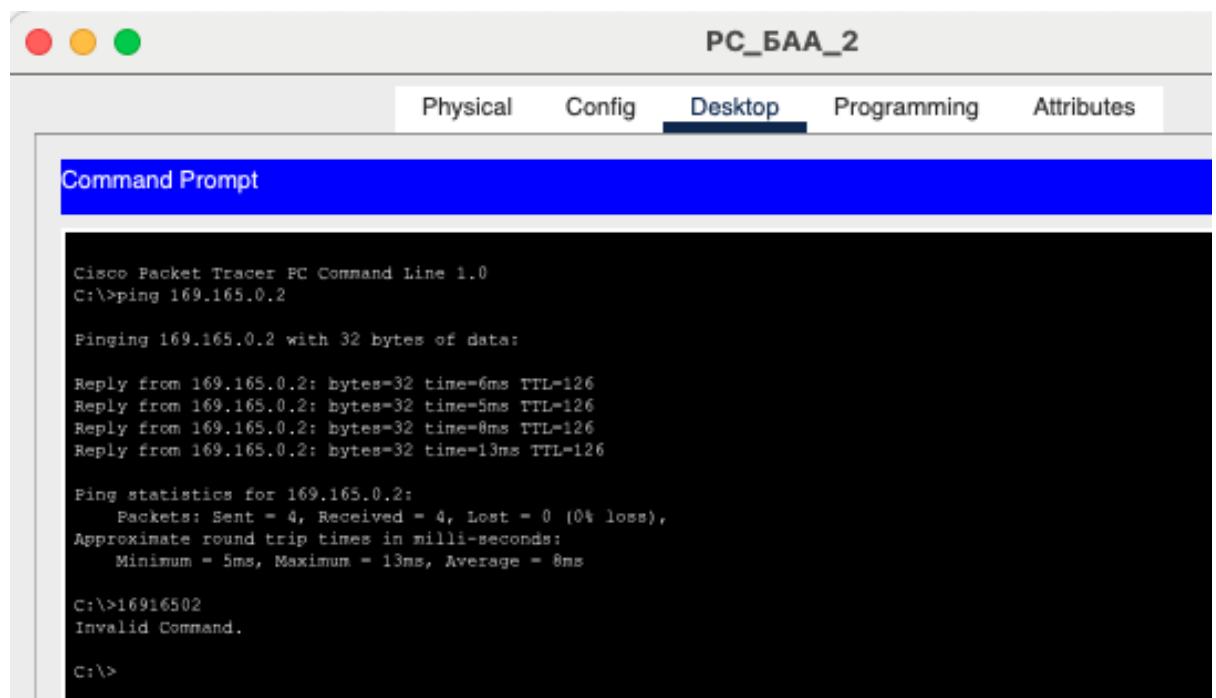 РС_БАА_2
Physical Config Desktop Programming Attributes
Command Prompt
Cisco Packet Tracer PC Command Line 1.0
C:\>ping 169.165.0.2
Pinging 169.165.0.2 with 32 bytes of data:
Reply from 169.165.0.2: bytes=32 time=6ms TTL=126
Reply from 169.165.0.2: bytes=32 time=5ms TTL=126
Reply from 169.165.0.2: bytes=32 time=8ms TTL=126
Reply from 169.165.0.2: bytes=32 time=13ms TTL=126
Ping statistics for 169.165.0.2:
Packets: Sent = 4, Received = 4, Lost = 0 (0% loss),
Approximate round trip times in milli-seconds:
Minimum = 5ms, Maximum = 13ms, Average = 8ms
C:\>16916502
Invalid Command.
C:\>